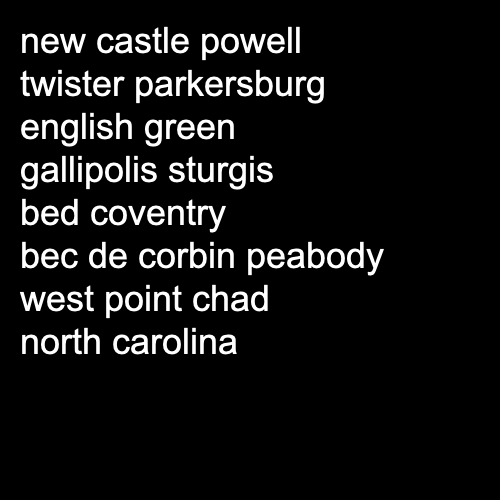 new castle powell
twister parkersburg
english green
gallipolis sturgis
bed coventry
bec de corbin peabody
west point chad
north carolina